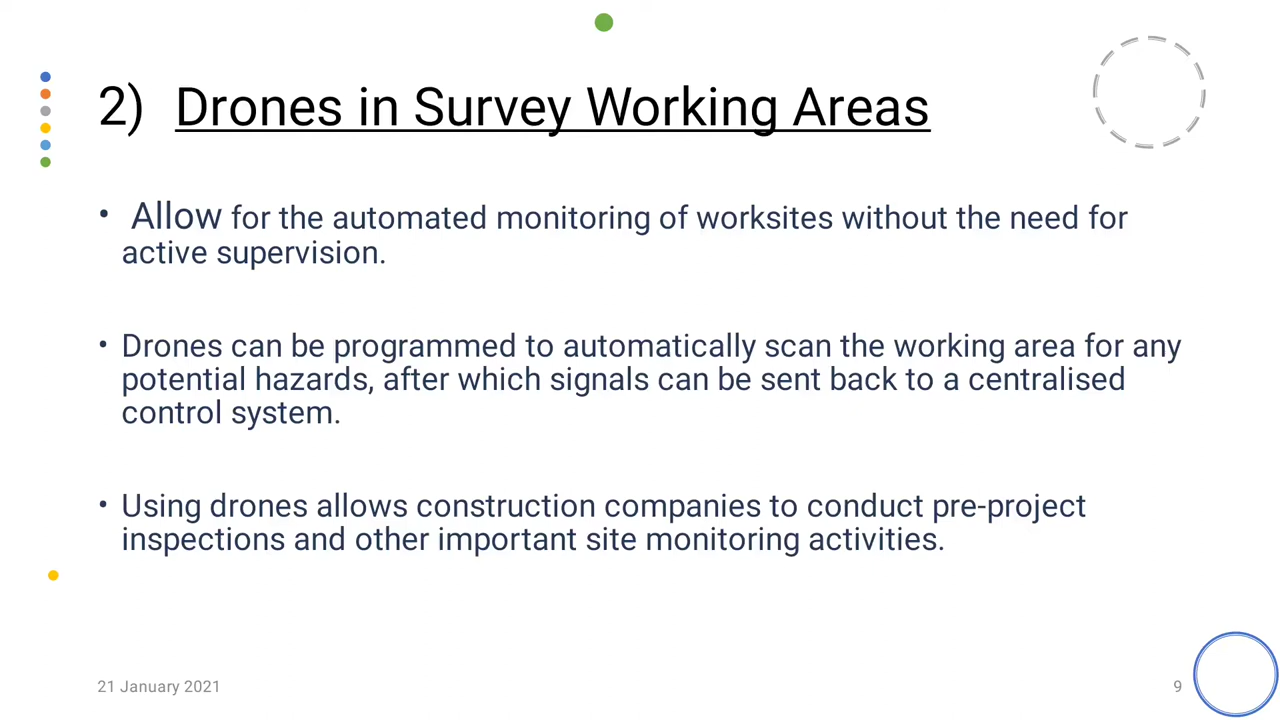 2) Drones in Survey Working Areas
• Allow for the automated monitoring of worksites without the need for
active supervision.
• Drones can be programmed to automatically scan the working area for any
potential hazards, after which signals can be sent back to a centralised
control system.
• Using drones allows construction companies to conduct pre-project
inspections and other important site monitoring activities.
21 January 2021
9